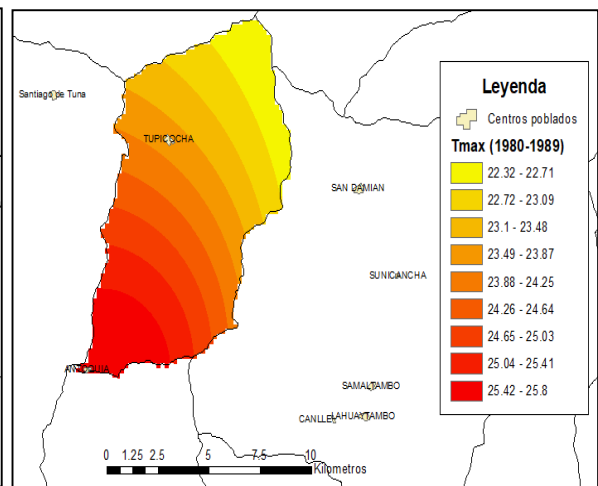 Santiago de Tuna
TUPICOCHA
SAN DAMIAN
SUNICANCHA
SAMALTAMBO
CANLLE
LAHUAYTAMBO
Leyenda
Centros poblados
Tmax (1980-1989)
22.32 - 22.71
22.72 - 23.09
23.1 - 23.48
23.49 - 23.87
23.88 - 24.25
24.26 - 24.64
24.65 - 25.03
25.04 - 25.41
25.42 - 25.8
0 1.25 2.5 5 7.5 10
Kilometros